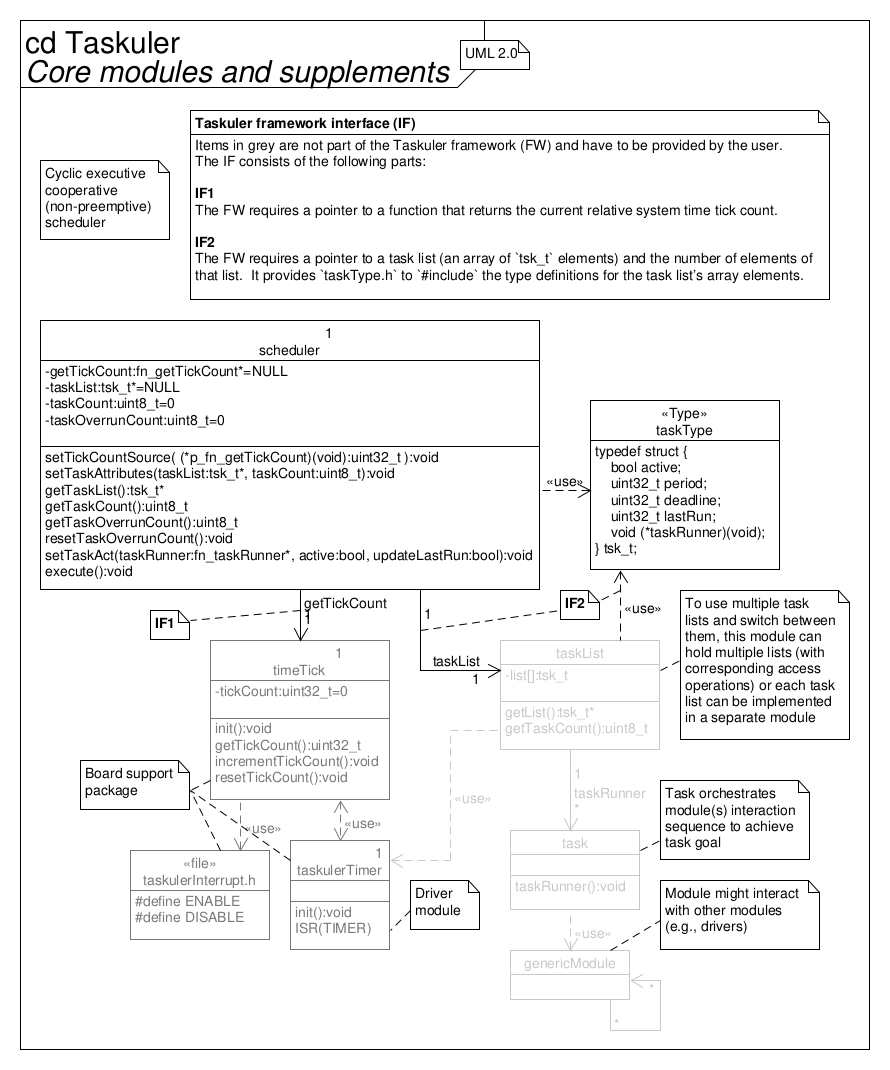 cd Taskuler
Core modules and supplements
UML 2.0
Taskuler framework interface (IF)
Items in grey are not part of the Taskuler framework (FW) and have to be provided by the user.
The IF consists of the following parts:
IF1
The FW requires a pointer to a function that returns the current relative system time tick count.
IF2
The FW requires a pointer to a task list (an array of `tsk_t` elements) and the number of elements of
that list.  It provides `taskType.h` to `#include` the type definitions for the task list's array elements.
Cyclic executive
cooperative
(non-preemptive)
scheduler
1
scheduler
-getTickCount:fn_getTickCount*=NULL
-taskList:tsk_t*=NULL
-taskCount:uint8_t=0
-taskOverrunCount:uint8_t=0
setTickCountSource( (*p_fn_getTickCount)(void):uint32_t ):void
setTaskAttributes(taskList:tsk_t*, taskCount:uint8_t):void
getTaskList():tsk_t*
getTaskCount():uint8_t
getTaskOverrunCount():uint8_t
resetTaskOverrunCount():void
setTaskAct(taskRunner:fn_taskRunner*, active:bool, updateLastRun:bool):void
execute():void
«use»
«Type»
taskType
typedef struct {
bool active;
uint32_t period;
uint32_t deadline;
uint32_t lastRun;
void (*taskRunner)(void);
} tsk_t;
IF1
getTickCount
1
1
IF2
«use»
taskList
1
To use multiple task
lists and switch between
them, this module can
hold multiple lists (with
corresponding access
operations) or each task
list can be implemented
in a separate module
1
timeTick
-tickCount:uint32_t=0
init():void
getTickCount():uint32_t
incrementTickCount():void
resetTickCount():void
taskList
-list[]:tsk_t
getList():tsk_t*
getTaskCount():uint8_t
Board support
package
«use»
«use»
1
taskRunner
*
Task orchestrates
module(s) interaction
sequence to achieve
task goal
«file»
taskulerInterrupt.h
#define ENABLE
#define DISABLE
1
taskulerTimer
init():void
ISR(TIMER)
Driver
module
task
taskRunner():void
«use»
Module might interact
with other modules
(e.g., drivers)
genericModule
*
*